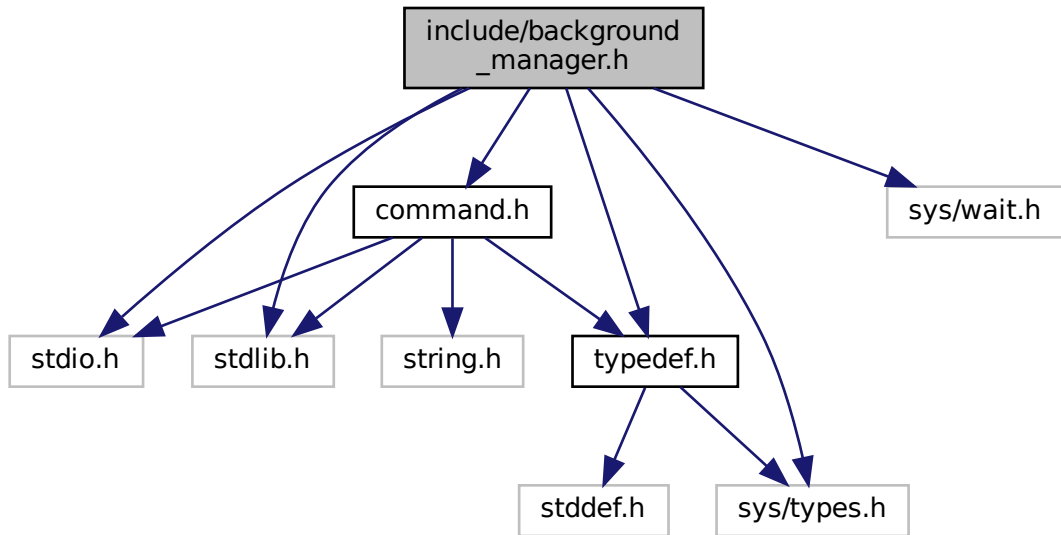 include/background
_manager.h
command.h
sys/wait.h
stdio.h
stdlib.h
string.h
typedef.h
stddef.h
sys/types.h